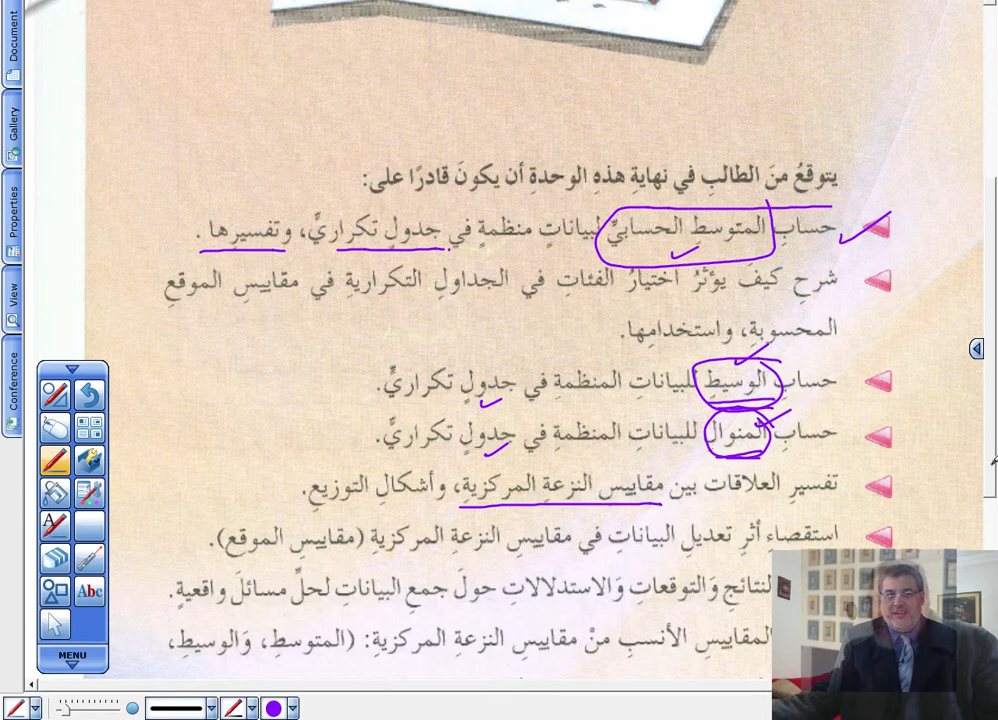 Document
Gallery
Properties
View
Conference
يتوقعُ منَ الطالبِ في نهايةِ هذهِ الوحدةِ أن يكونَ قادرًا على:
حسابِ المتوسطِ الحسابيِّ لبياناتٍ منظمةٍ في جدولٍ تكراريٍّ، وتفسيرِها .
شرحِ كيفَ يؤثرُ اختيارُ الفئاتِ في الجداولِ التكراريةِ في مقاييسِ الموقعِ
المحسوبةِ، واستخدامِها.
حسابِ الوسيطِ للبياناتِ المنظمةِ في جدولٍ تكراريٍّ.
حسابِ المنوالِ للبياناتِ المنظمةِ في جدولٍ تكراريٍّ.
تفسيرِ العلاقات بين مقاييس النزعةِ المركزيةِ، وأشكالِ التوزيعِ.
استقصاء أثرِ تعديلِ البياناتِ في مقاييسِ النزعةِ المركزيةِ (مقاييسِ الموقعِ).
النتائجِ وَالتوقعاتِ وَالاستدلالاتِ حولَ جمعِ البياناتِ لحلِّ مسائلَ واقعيةٍ.
المقاييسِ الأنسبِ منْ مقاييسِ النزعةِ المركزيةِ: (المتوسطِ، وَالوسيطِ،
Abc
MENU